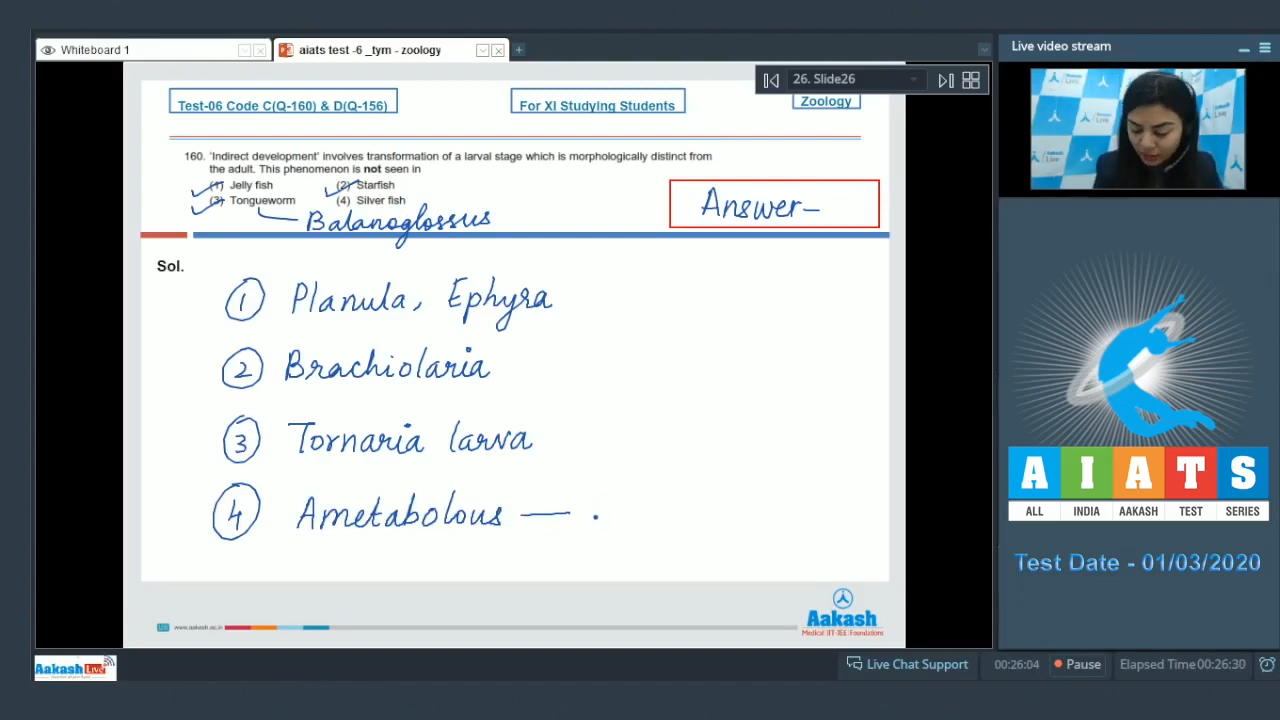 Whiteboard 1
aiats test -6 _tym - zoology
Live video stream
26. Slide26
Test-06 Code C(Q-160) & D(Q-156)
For XI Studying Students
Zoology
160. 'Indirect development' involves transformation of a larval stage which is morphologically distinct from
the adult. This phenomenon is not seen in
(1) Jelly fish (2) Starfish
(3) Tongueworm (4) Silver fish
Balanoglossus
Answer-
Sol.
1 Planula, Ephyra
2 Brachiolaria
3 Tornaria larva
4 Ametabolous —
A I A T S
ALL INDIA AAKASH TEST SERIES
Test Date - 01/03/2020
www.aakash.ac.in
Aakash
Medical|IIT-JEE|Foundations
Aakash Live
Live Chat Support
00:26:04
Pause
Elapsed Time 00:26:30